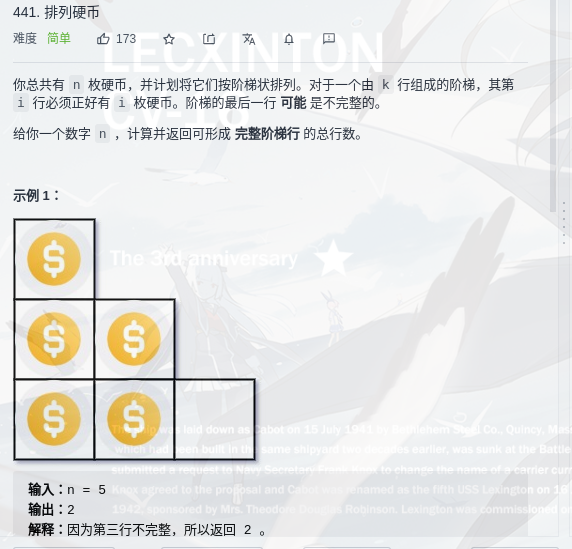 441. 排列硬币
难度 简单 173
LEXINTON
CV-16
你总共有 n 枚硬币，并计划将它们按阶梯状排列。对于一个由 k 行组成的阶梯，其第
i 行必须正好有 i 枚硬币。阶梯的最后一行 可能 是不完整的。
给你一个数字 n ，计算并返回可形成 完整阶梯行 的总行数。
示例 1：
The 3rd anniversary
was laid down as Cabot on 15 July 1941 by Bethlehem Steel Co., Quincy, Mas
which had been built in the same shipyard two decades earlier, was sunk at the Battle
submitted a request to Navy Secretary Frank Knox to change the name of a carrier cur
Knox agreed to the proposal and Cabot was renamed as the fifth USS Lexington on 16
1942, sponsored by Mrs. Theodore Douglas Robinson. Lexington was commissioned on
输入：n = 5
输出：2
解释：因为第三行不完整，所以返回 2 。